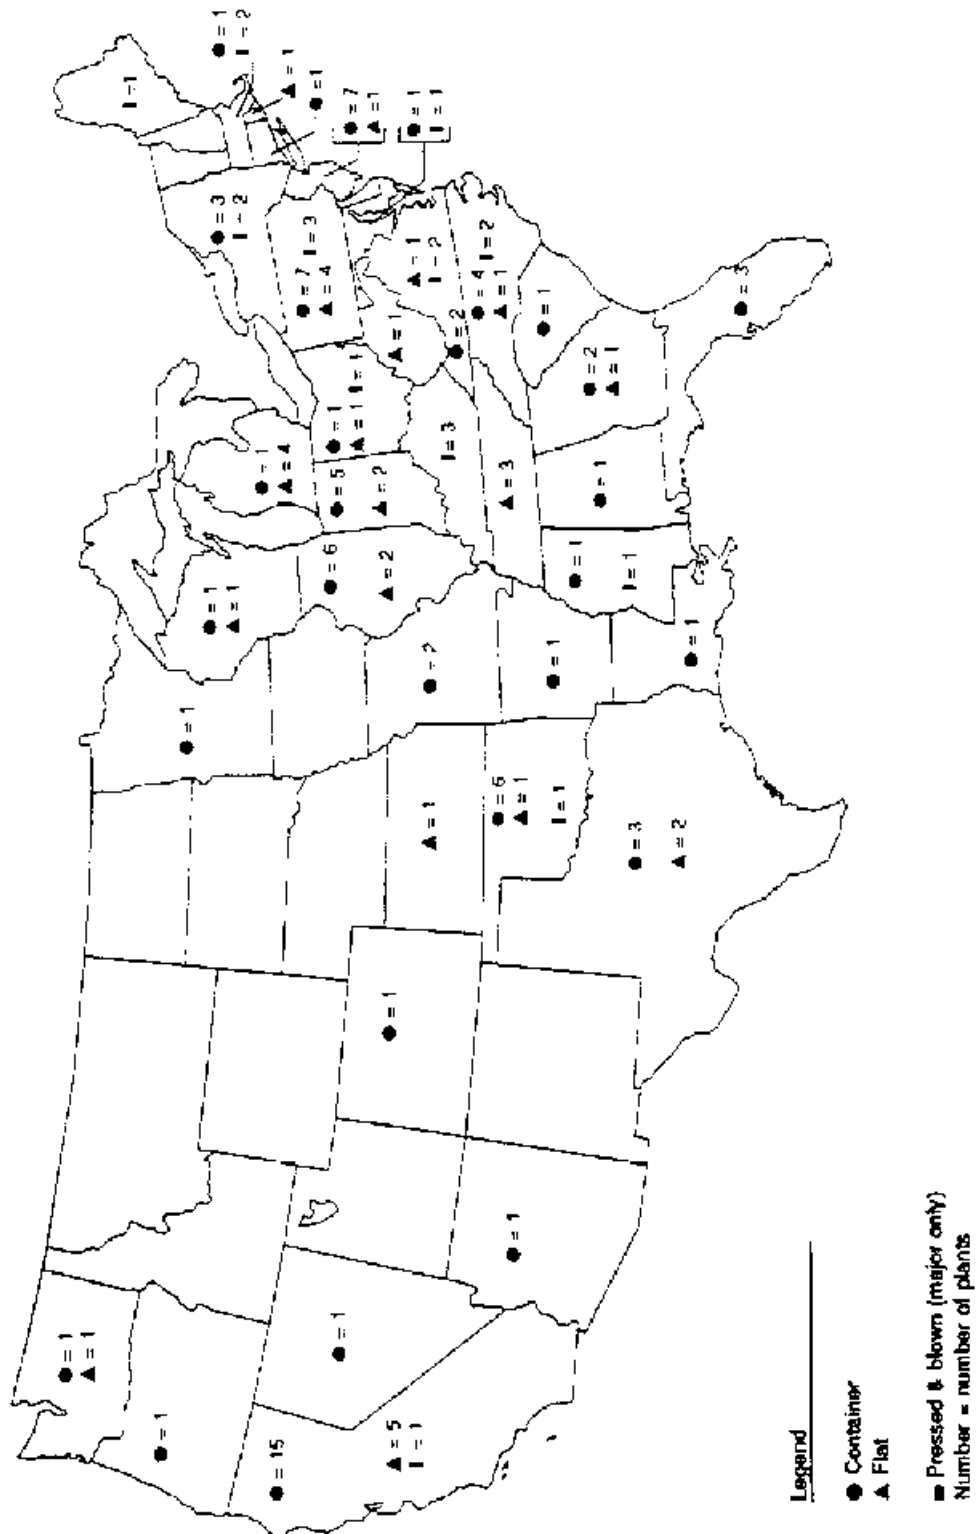 ● = 1
▲ = 1
● = 1
● = 15
▲ = 5
▬ = 1
● = 1
● = 1
● = 1
▲ = 1
● = 6
▲ = 1
▬ = 1
● = 3
▲ = 2
● = 1
● = 2
● = 1
● = 1
● = 1
▲ = 1
● = 6
▲ = 2
● = 1
▬ = 1
● = 1
▲ = 4
● = 5
▲ = 2
▬ = 3
▲ = 3
● = 1
● = 1
▲ = 1
▬ = 1
▲ = 1
● = 2
● = 2
▲ = 1
● = 3
● = 1
● = 4
▲ = 1
▬ = 2
▲ = 1
▬ = 2
● = 7
▲ = 4
▬ = 3
● = 3
▬ = 2
▬ = 1
● = 1
▬ = 2
▲ = 1
● = 1
● = 7
▲ = 1
● = 1
▬ = 1
Legend
● Container
▲ Flat
▬ Pressed & blown (major only)
Number = number of plants